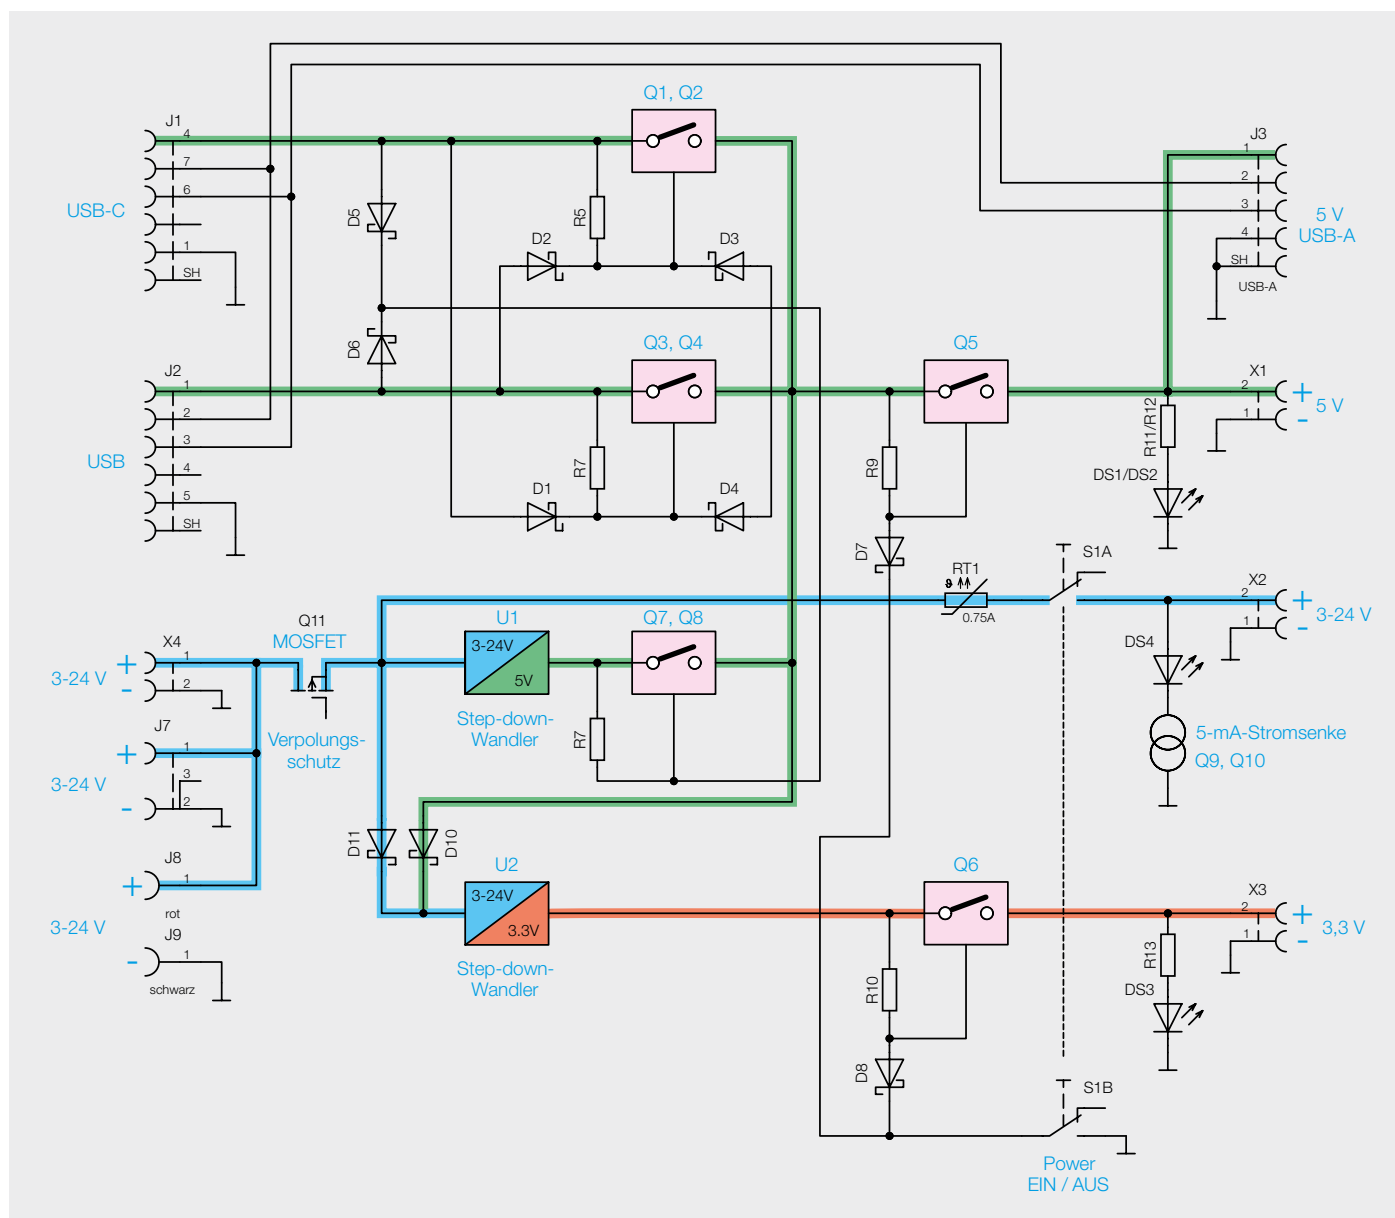 Q1, Q2
J1
4
7
6
1
SH
USB-C
D5
R5
D2
D3
J3
1
2
3
4
SH
5 V
USB-A
USB-A
D6
Q3, Q4
Q5
J2
1
2
3
4
5
SH
USB
R7
D1
D4
R9
D7
X1
2
1
+
-
5 V
R11/R12
DS1/DS2
RT1
ϑ
0.75A
S1A
X2
2
1
+
-
3-24 V
DS4
5-mA-Stromsenke
Q9, Q10
Q11
MOSFET
Verpolungs-
schutz
U1
3-24V
5V
Step-down-
Wandler
Q7, Q8
R7
X4
1
2
+
-
3-24 V
J7
1
3
2
+
-
3-24 V
J8
1
+
rot
3-24 V
J9
1
-
schwarz
D11
D10
U2
3-24V
3.3V
Step-down-
Wandler
Q6
R10
D8
X3
2
1
+
-
3,3 V
R13
DS3
S1B
Power
EIN / AUS